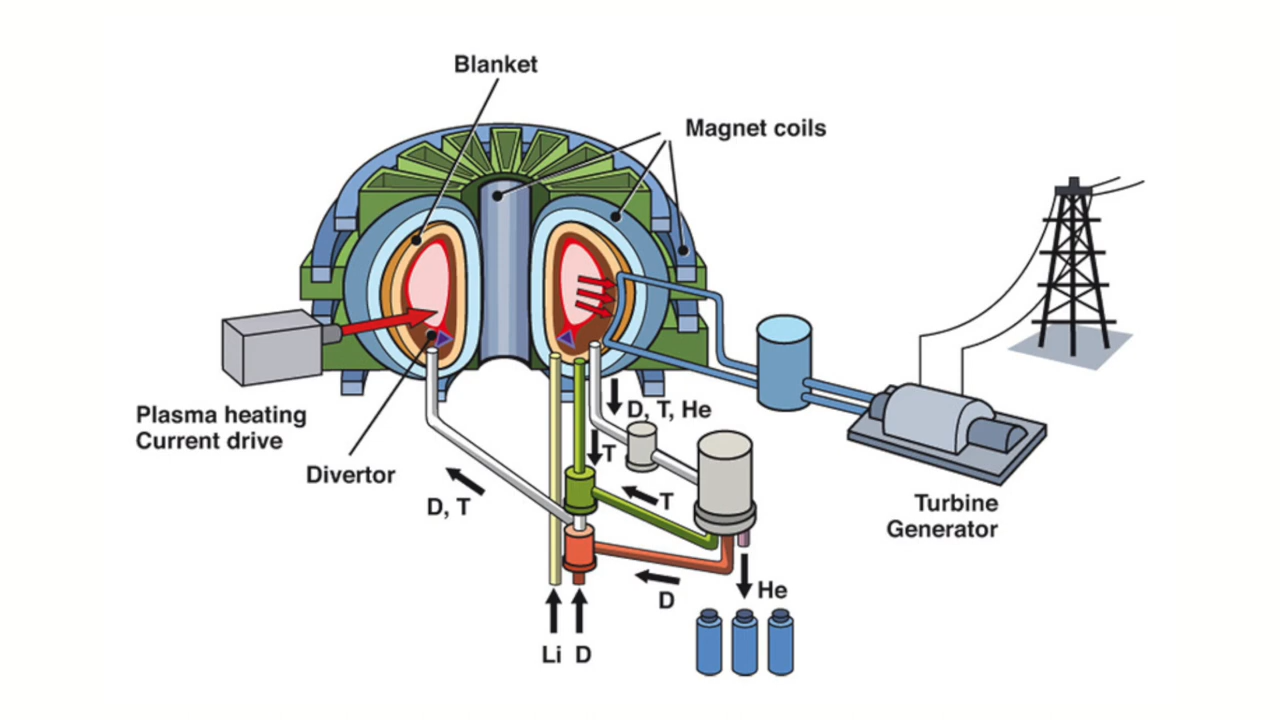 Blanket
Magnet coils
Plasma heating
Current drive
Divertor
D, T, He
T
T
D, T
Turbine
Generator
D
He
Li D